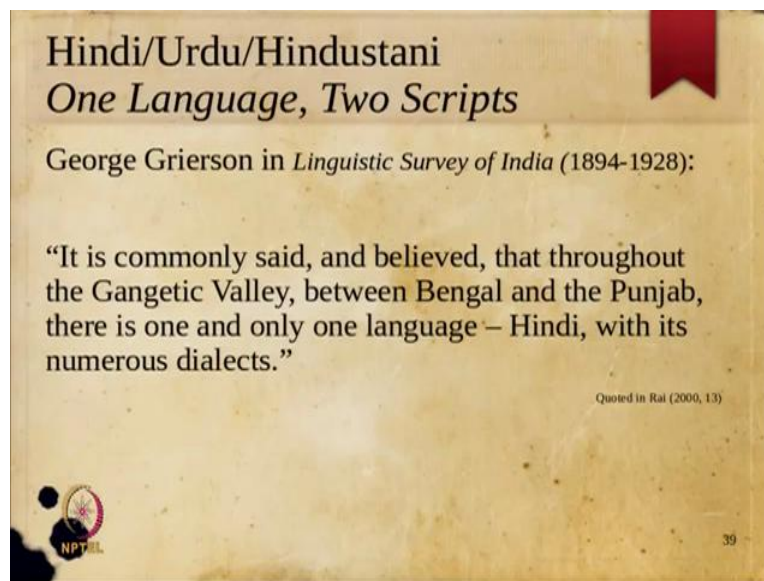 Hindi/Urdu/Hindustani
One Language, Two Scripts
George Grierson in Linguistic Survey of India (1894-1928):
“It is commonly said, and believed, that throughout
the Gangetic Valley, between Bengal and the Punjab,
there is one and only one language – Hindi, with its
numerous dialects.”
Quoted in Rai (2000, 13)
NPTEL
39